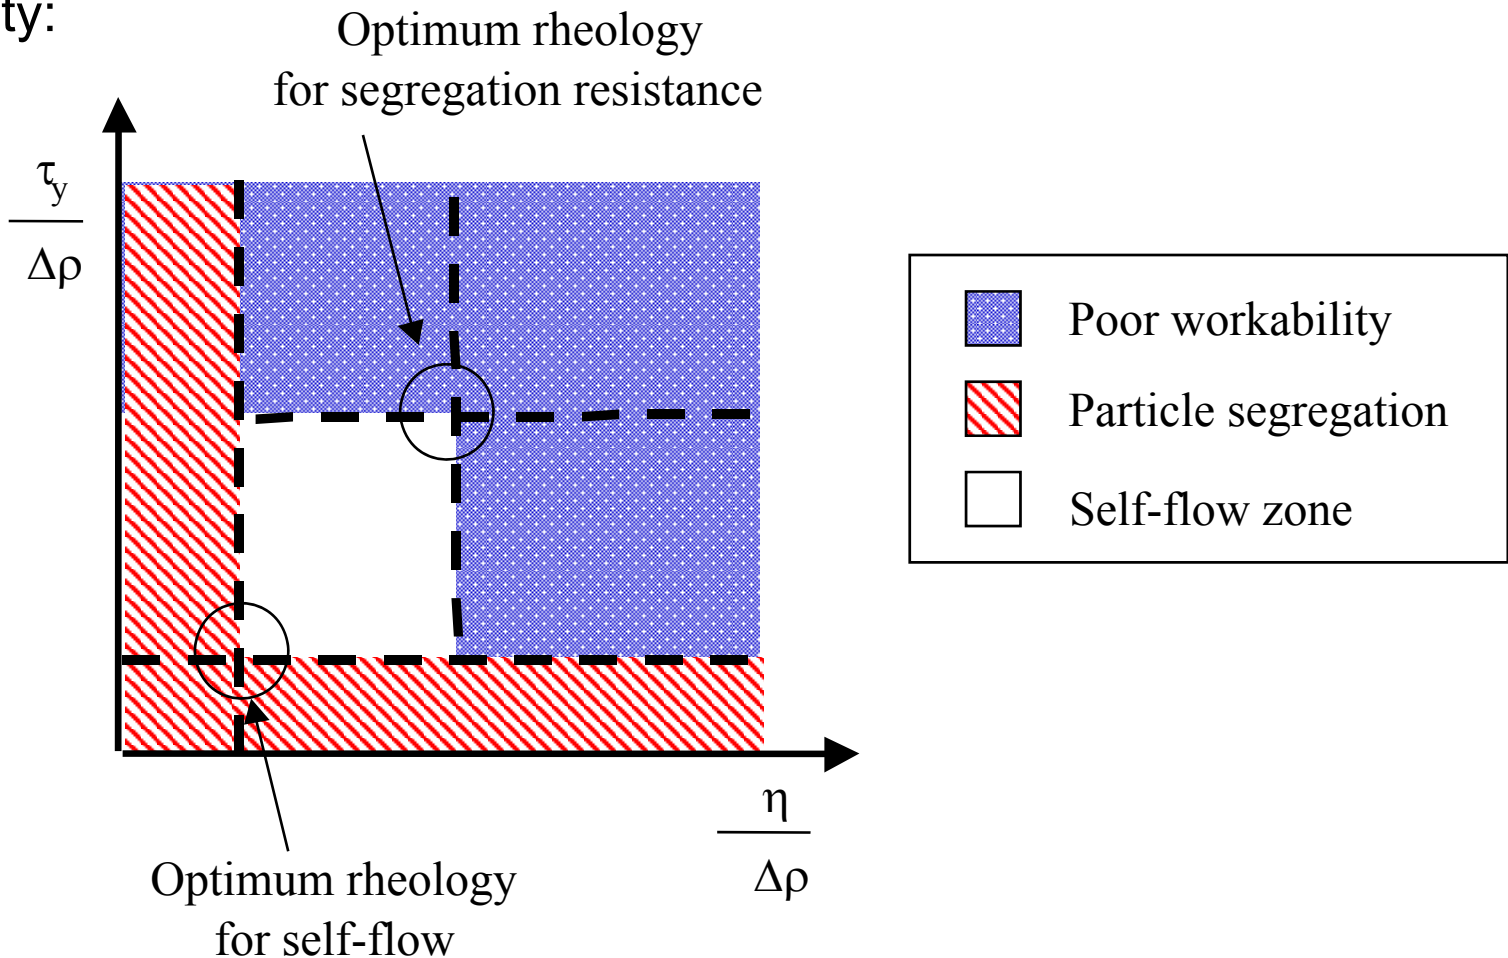 ty:
Optimum rheology
for segregation resistance
τy
Δρ
Poor workability
Particle segregation
Self-flow zone
η
Δρ
Optimum rheology
for self-flow